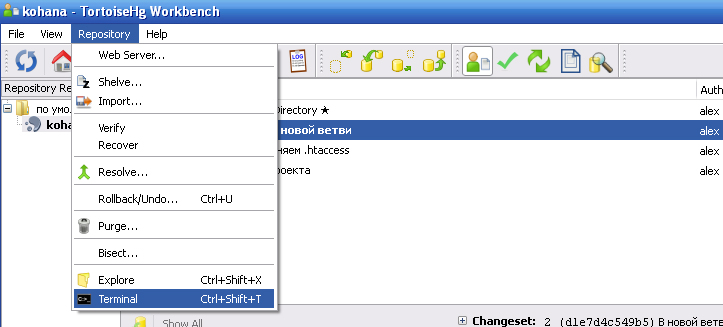 kohana - TortoiseHg Workbench
File View Repository Help
Web Server...
LOG
Repository Re
Auth
Shelve...
по умо
Directory ★ alex
Import...
koha
новой ветви alex
Verify
няем .htaccess alex
Recover
Resolve...
роекта alex
Rollback/Undo... Ctrl+U
Purge...
Bisect...
Explore Ctrl+Shift+X
Terminal Ctrl+Shift+T
Show All
Changeset: 2 (d1e7d4c549b5) В новой ветв